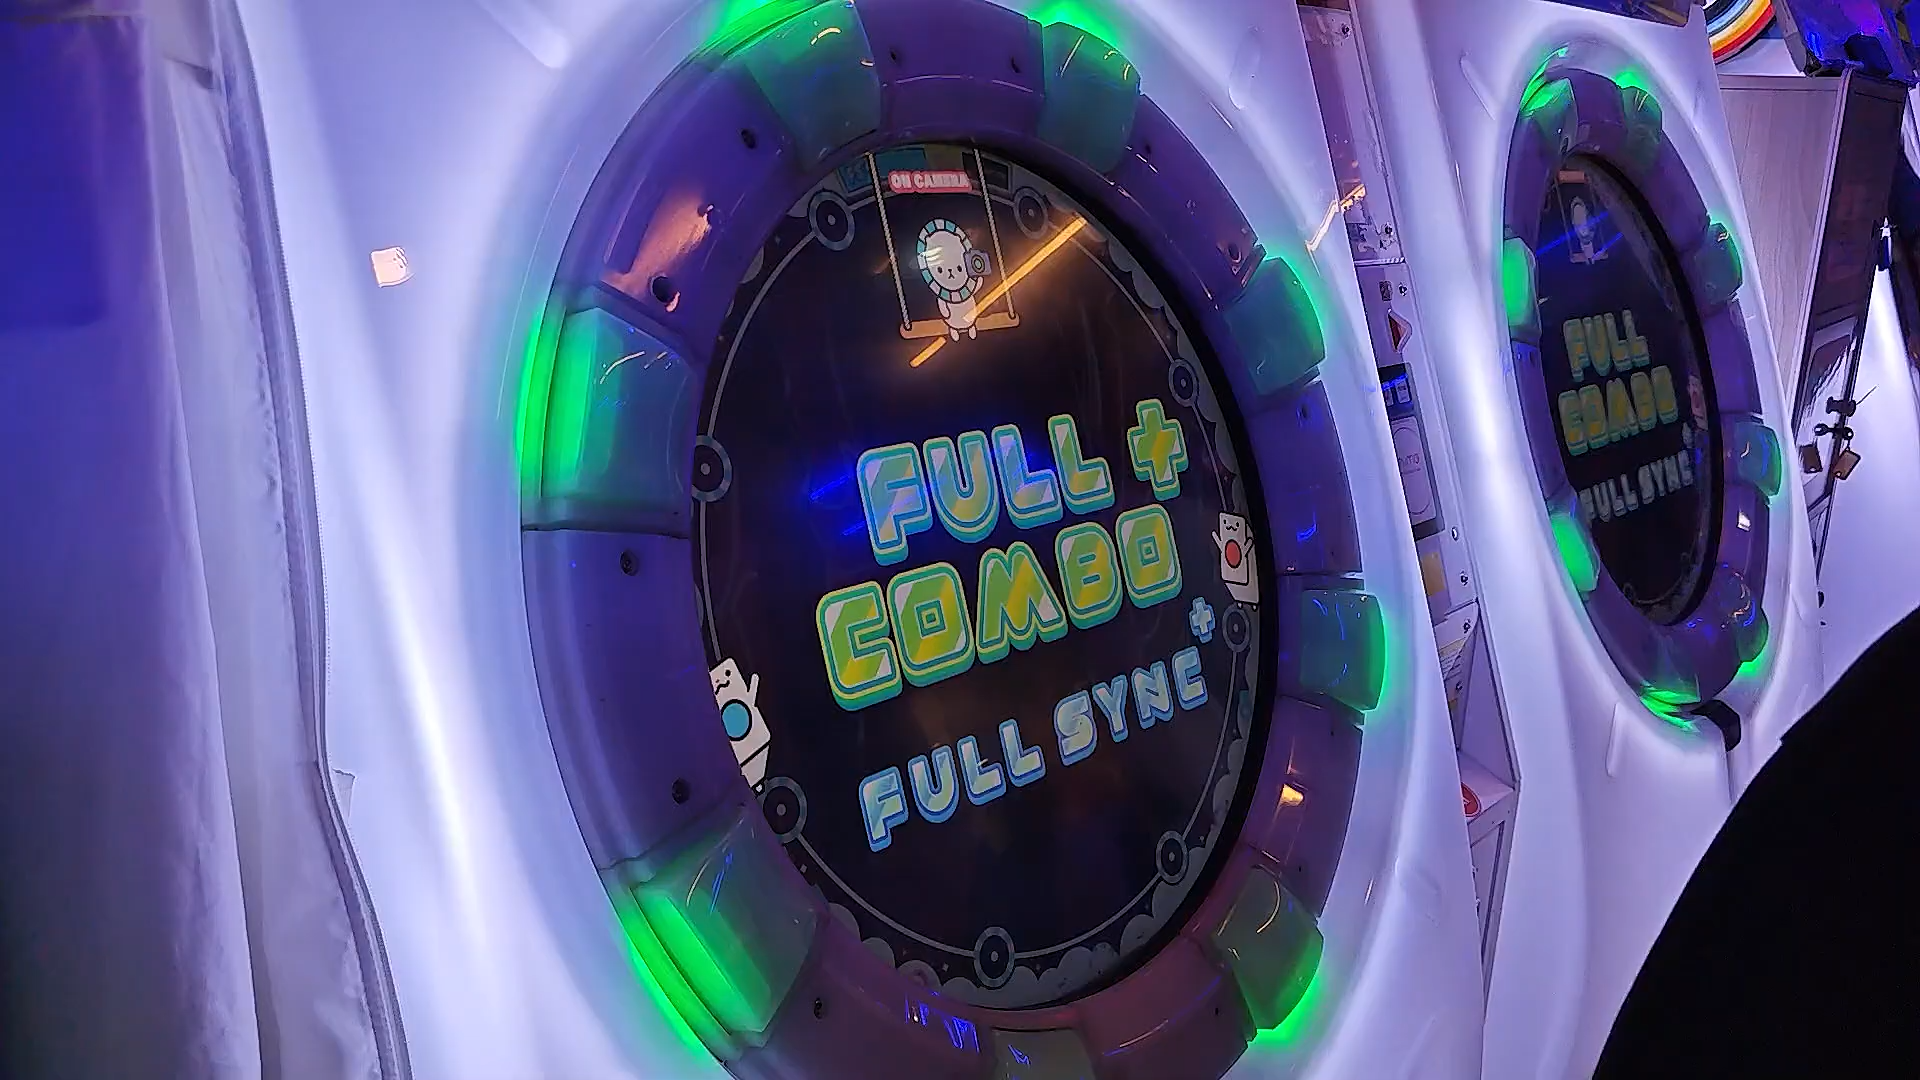 ON CAMERA
FULL +
COMBO
FULL SYNC +
FULL
COMBO
FULL SYNC